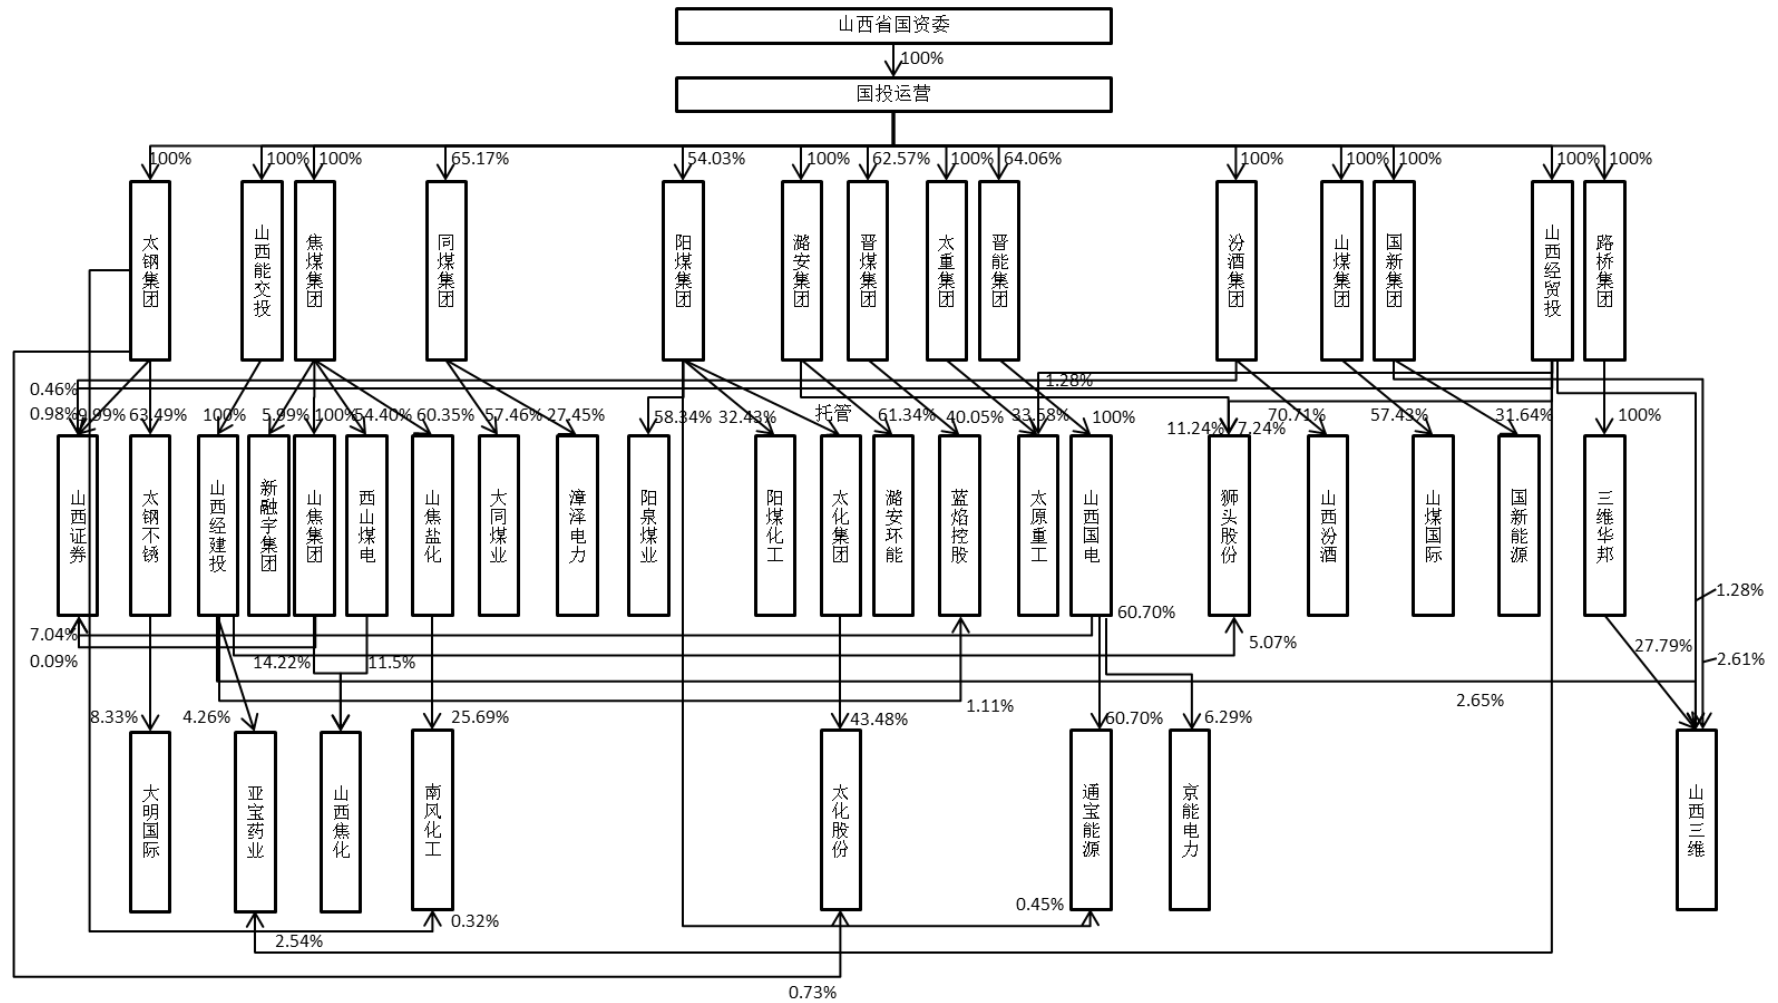 山西省国资委
100%
国投运营
100%
100%
100%
65.17%
54.03%
100%
62.57%
100%
64.06%
100%
100%
100%
100%
100%
太钢集团
山西能交投
焦煤集团
同煤集团
阳煤集团
潞安集团
晋煤集团
太重集团
晋能集团
汾酒集团
山煤集团
国新集团
山西经贸投
路桥集团
0.46%
1.28%
0.98%
9.99%
63.49%
100%
5.99%
100%
54.40%
60.35%
57.46%
27.45%
58.34%
32.43%
托管
61.34%
40.05%
33.58%
100%
11.24%
7.24%
70.71%
57.43%
31.64%
100%
山西证券
太钢不锈
山西经建投
新融宇集团
山焦集团
西山煤电
山焦盐化
大同煤业
漳泽电力
阳泉煤业
阳煤化工
太化集团
潞安环能
蓝焰控股
太原重工
山西国电
狮头股份
山西汾酒
山煤国际
国新能源
三维华邦
1.28%
60.70%
7.04%
5.07%
27.79%
0.09%
14.22%
11.5%
2.61%
2.65%
1.11%
8.33%
4.26%
25.69%
43.48%
60.70%
6.29%
大明国际
亚宝药业
山西焦化
南风化工
太化股份
通宝能源
京能电力
山西三维
0.45%
0.32%
2.54%
0.73%